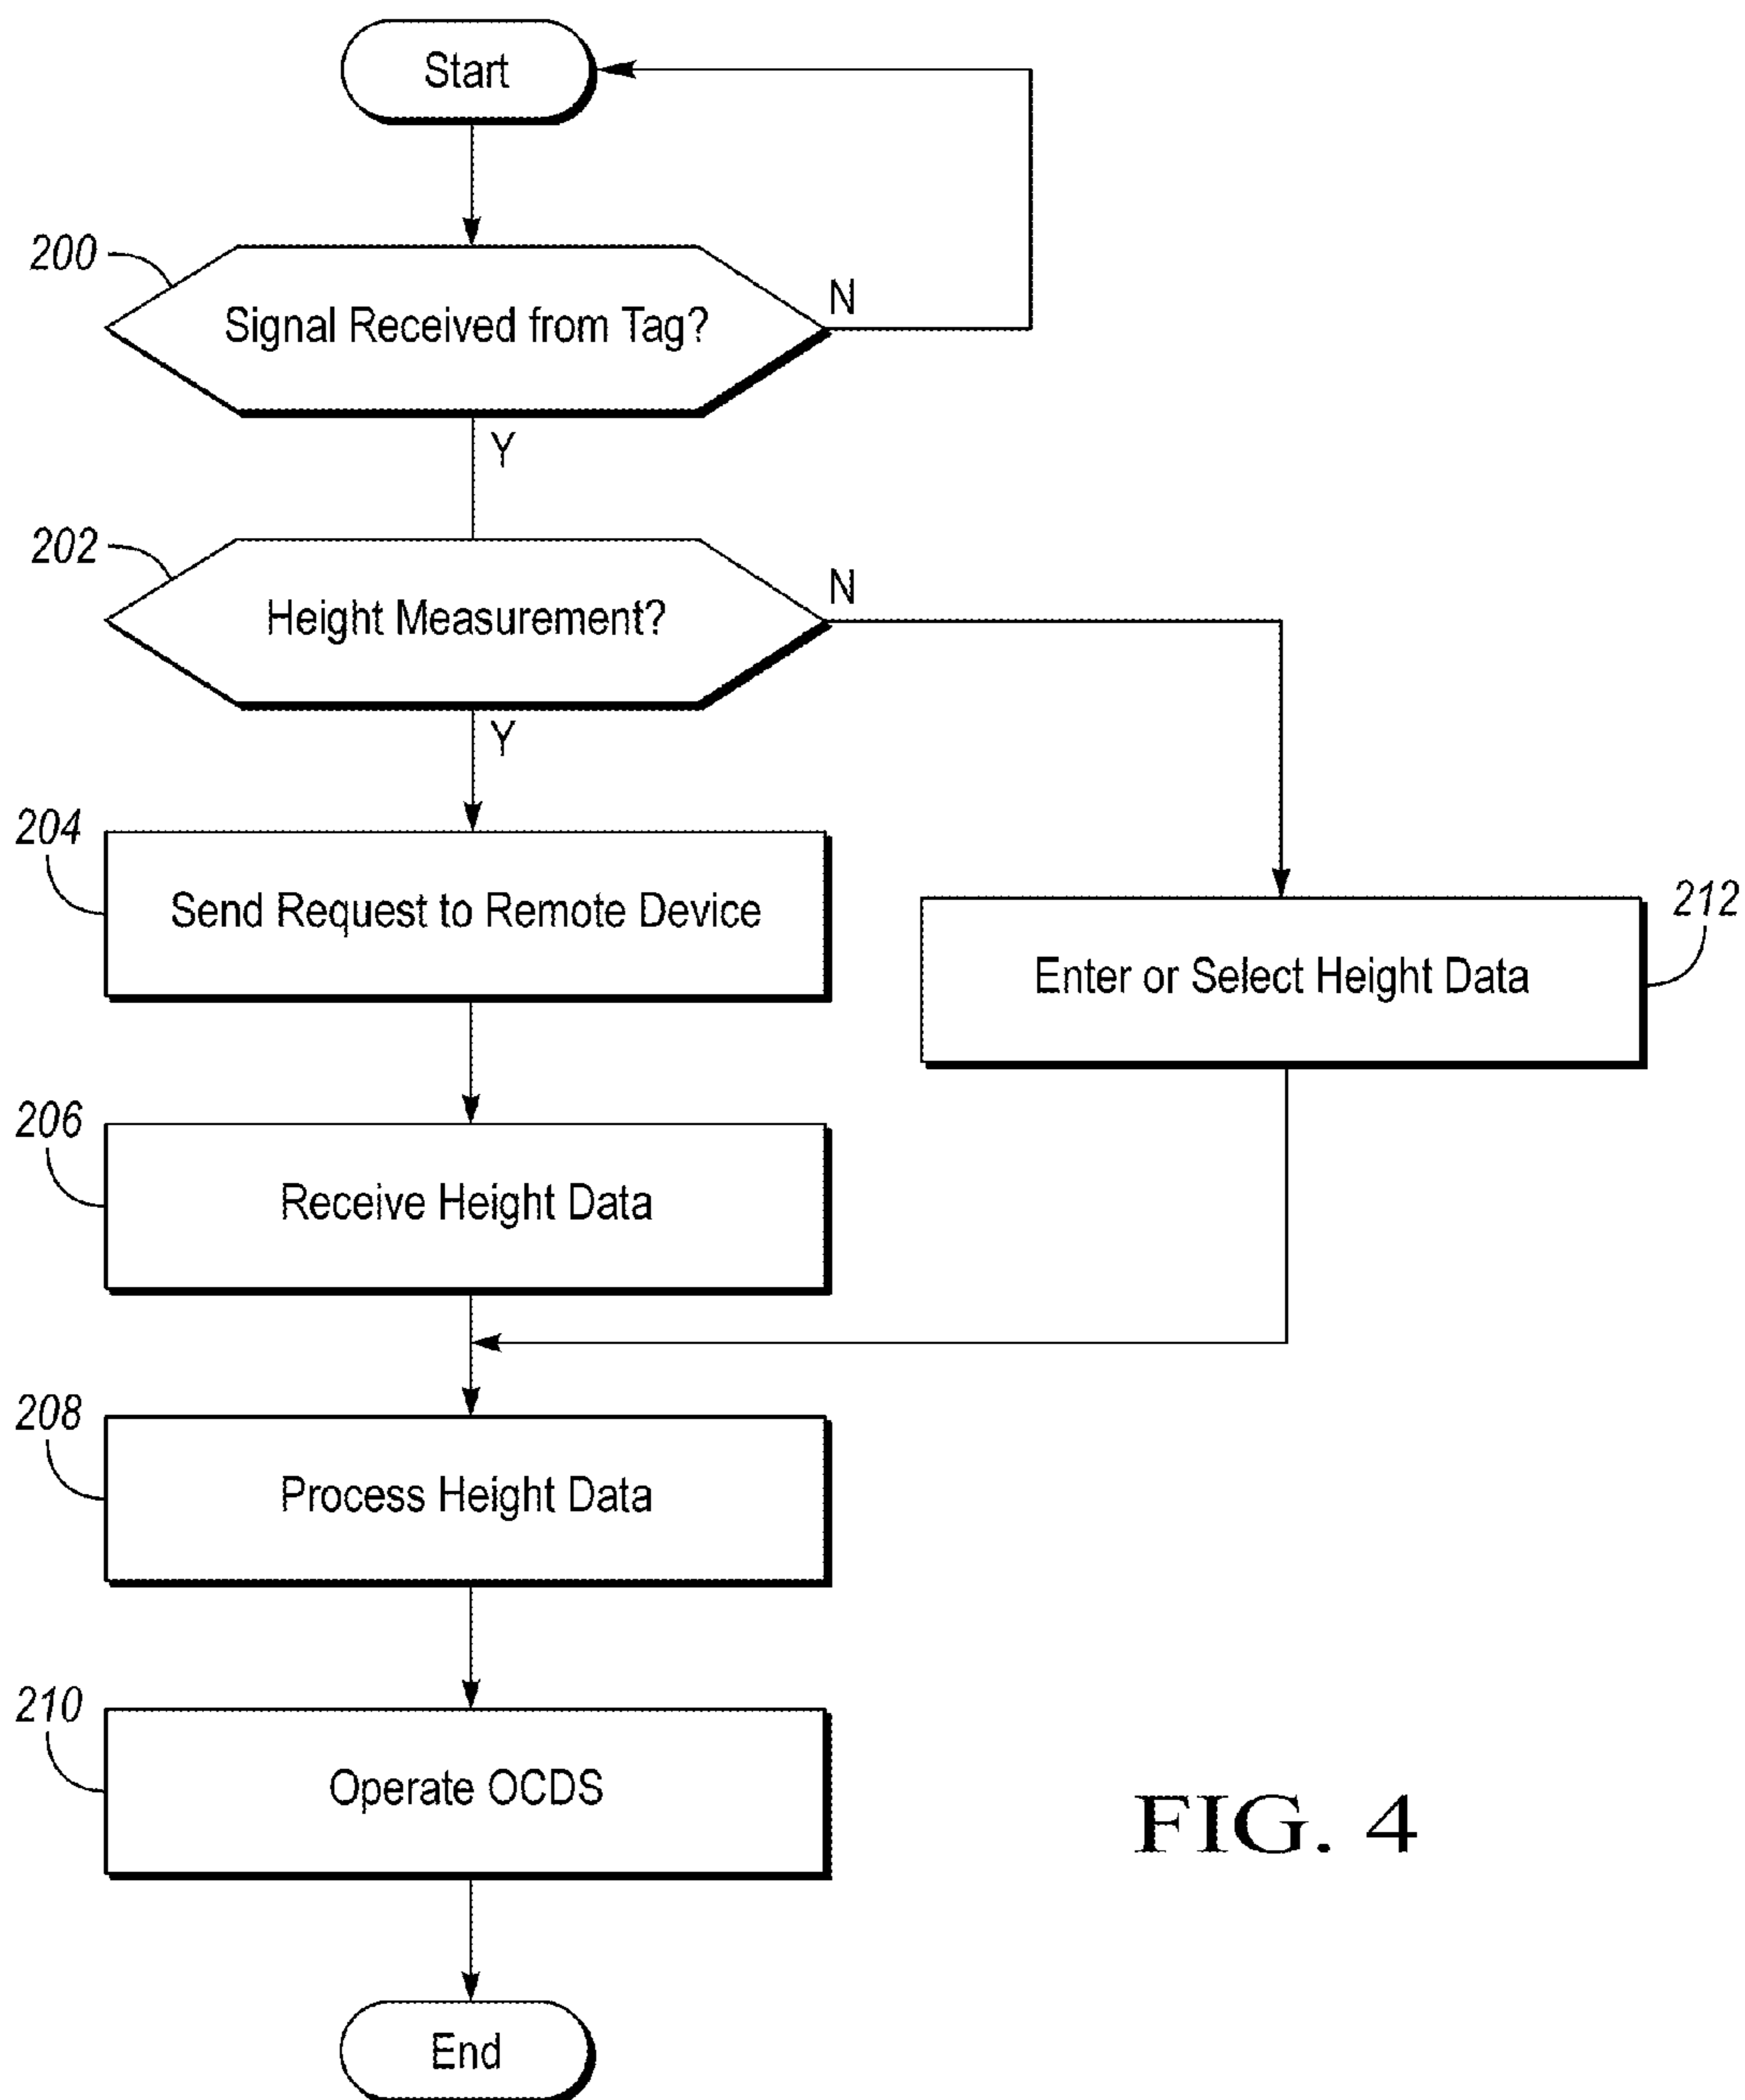 Start
200
Signal Received from Tag?
N
Y
202
Height Measurement?
N
Y
204
Send Request to Remote Device
212
Enter or Select Height Data
206
Receive Height Data
208
Process Height Data
210
Operate OCDS
FIG. 4
End